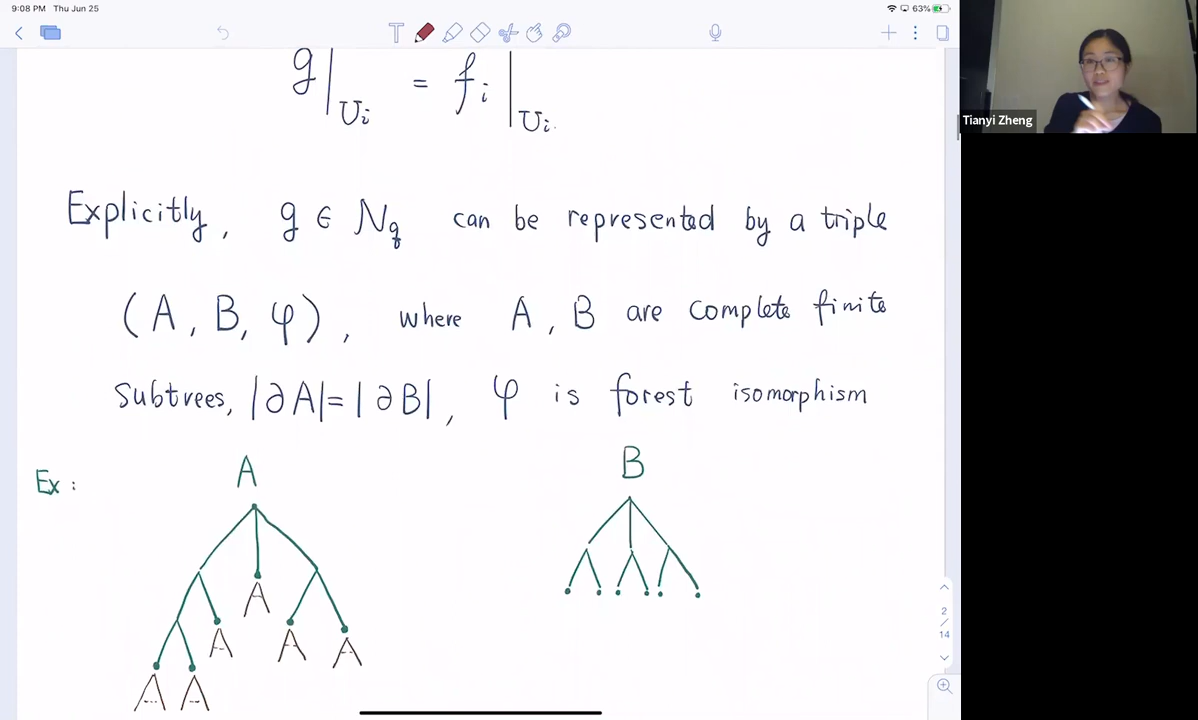 9:08 PM Thu Jun 25
63%
g|Ui = fi|Ui.
Tianyi Zheng
Explicitly, g ∈ Nq can be represented by a triple
(A, B, φ), where A, B are complete finite
Subtrees, |∂A| = |∂B|, φ is forest isomorphism
Ex:
A
B
A
A
A
A
A
A
2
/
14